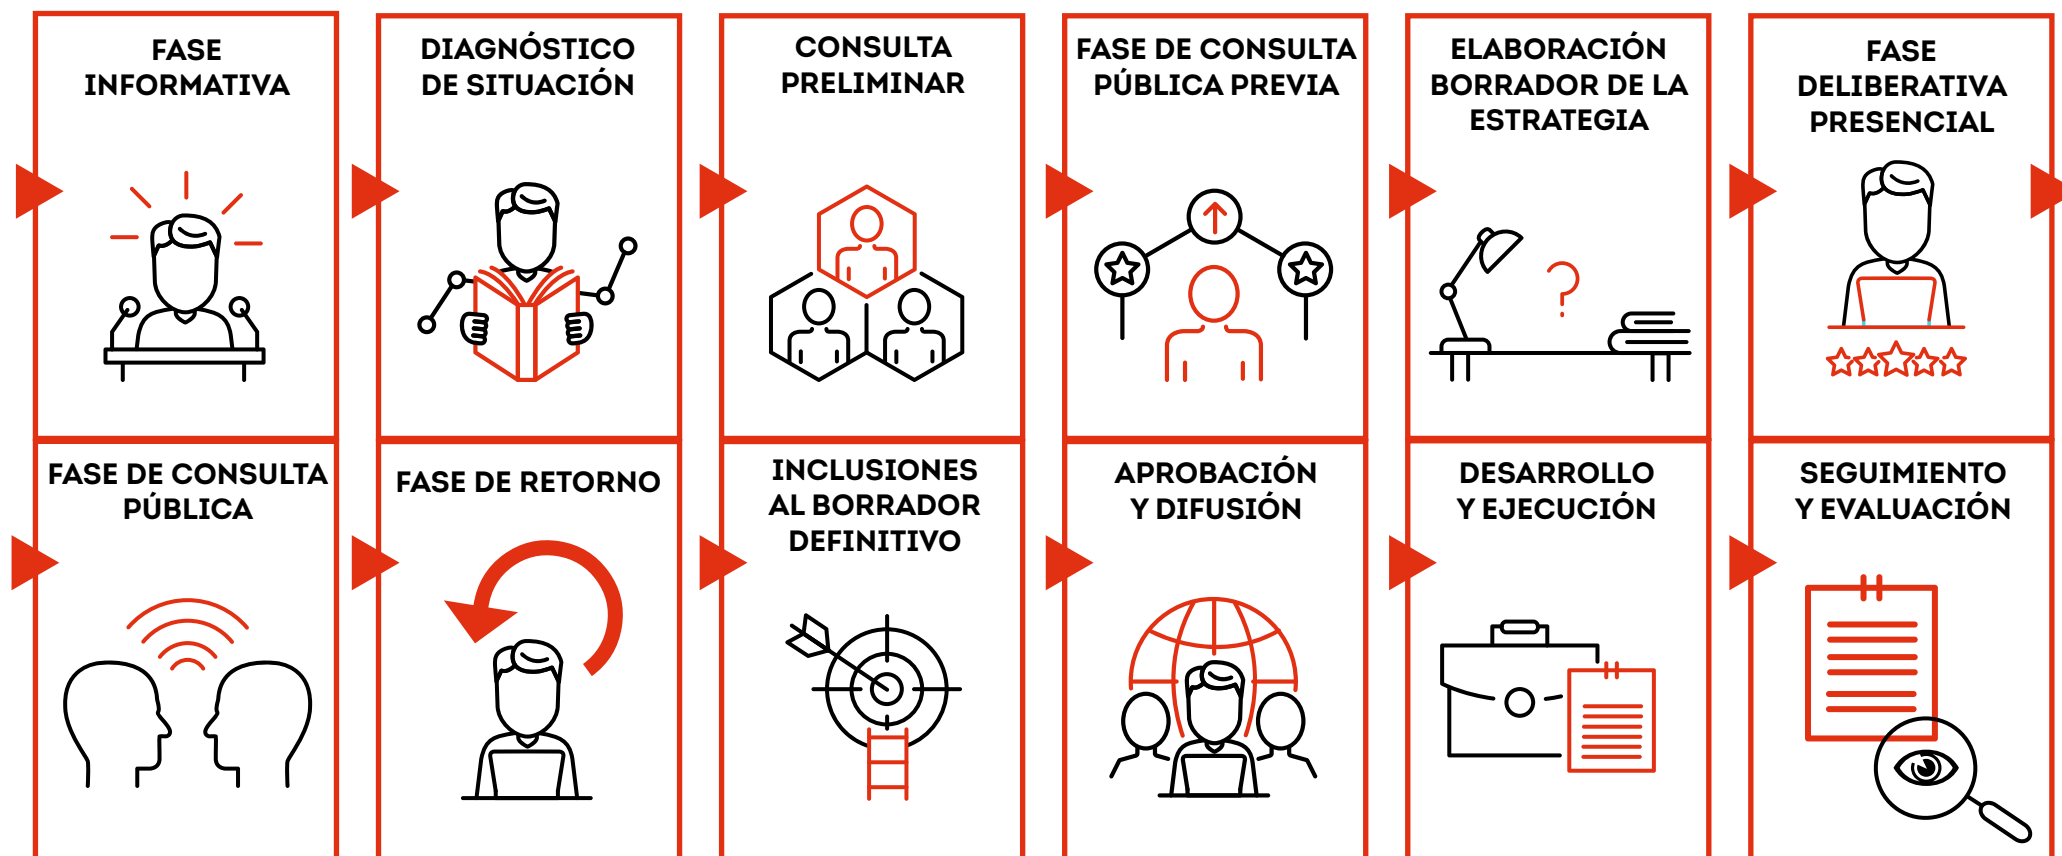 FASE
INFORMATIVA
DIAGNÓSTICO
DE SITUACIÓN
CONSULTA
PRELIMINAR
FASE DE CONSULTA
PÚBLICA PREVIA
ELABORACIÓN
BORRADOR DE LA
ESTRATEGIA
FASE
DELIBERATIVA
PRESENCIAL
FASE DE CONSULTA
PÚBLICA
FASE DE RETORNO
INCLUSIONES
AL BORRADOR
DEFINITIVO
APROBACIÓN
Y DIFUSIÓN
DESARROLLO
Y EJECUCIÓN
SEGUIMIENTO
Y EVALUACIÓN